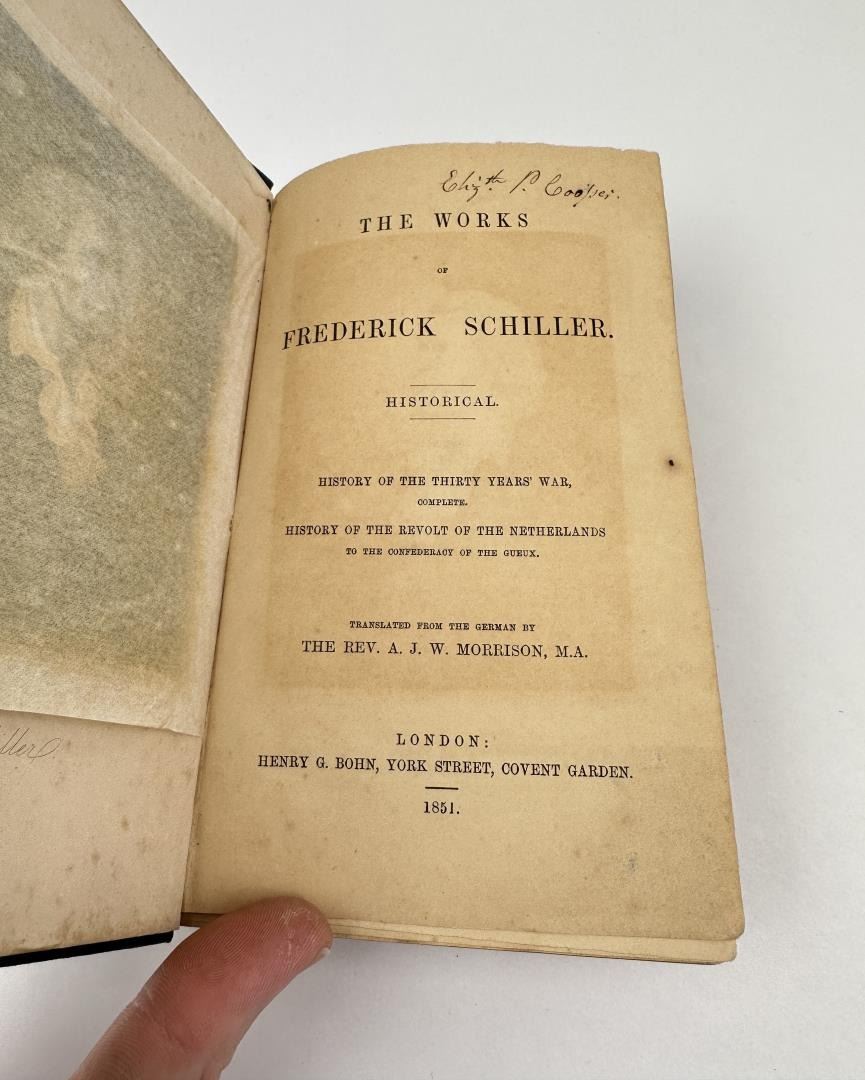 Elizth. P. Cooper.
THE WORKS
OF
FREDERICK SCHILLER.
HISTORICAL.
HISTORY OF THE THIRTY YEARS' WAR,
COMPLETE.
HISTORY OF THE REVOLT OF THE NETHERLANDS
TO THE CONFEDERACY OF THE GUEUX.
TRANSLATED FROM THE GERMAN BY
THE REV. A. J. W. MORRISON, M.A.
LONDON:
HENRY G. BOHN, YORK STREET, COVENT GARDEN.
1851.